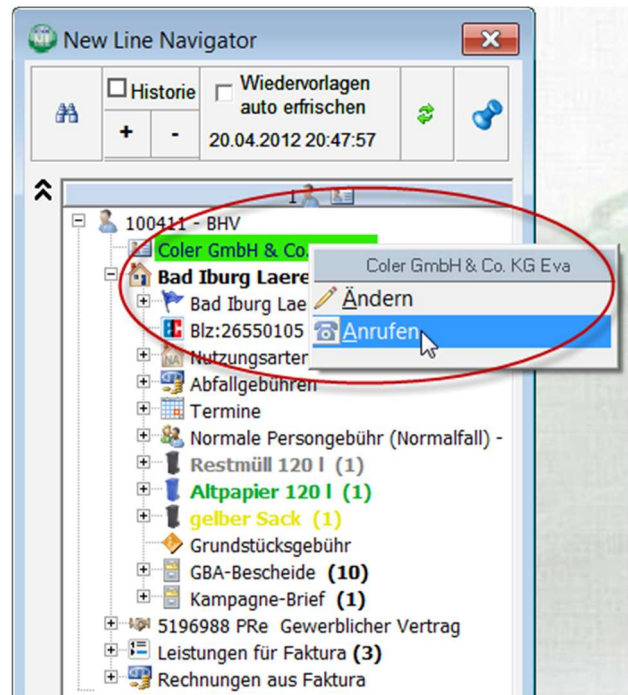 New Line Navigator
Historie
Wiedervorlagen
auto erfrischen
+ -
20.04.2012 20:47:57
1
100411 - BHV
Coler GmbH & Co.
Coler GmbH & Co. KG Eva
Bad Iburg Laere
Ändern
Bad Iburg Lae
Anrufen
Blz:26550105
Nutzungsarten
Abfallgebühren
Termine
Normale Persongebühr (Normalfall) -
Restmüll 120 l (1)
Altpapier 120 l (1)
gelber Sack (1)
Grundstücksgebühr
GBA-Bescheide (10)
Kampagne-Brief (1)
5196988 PRe Gewerblicher Vertrag
Leistungen für Faktura (3)
Rechnungen aus Faktura